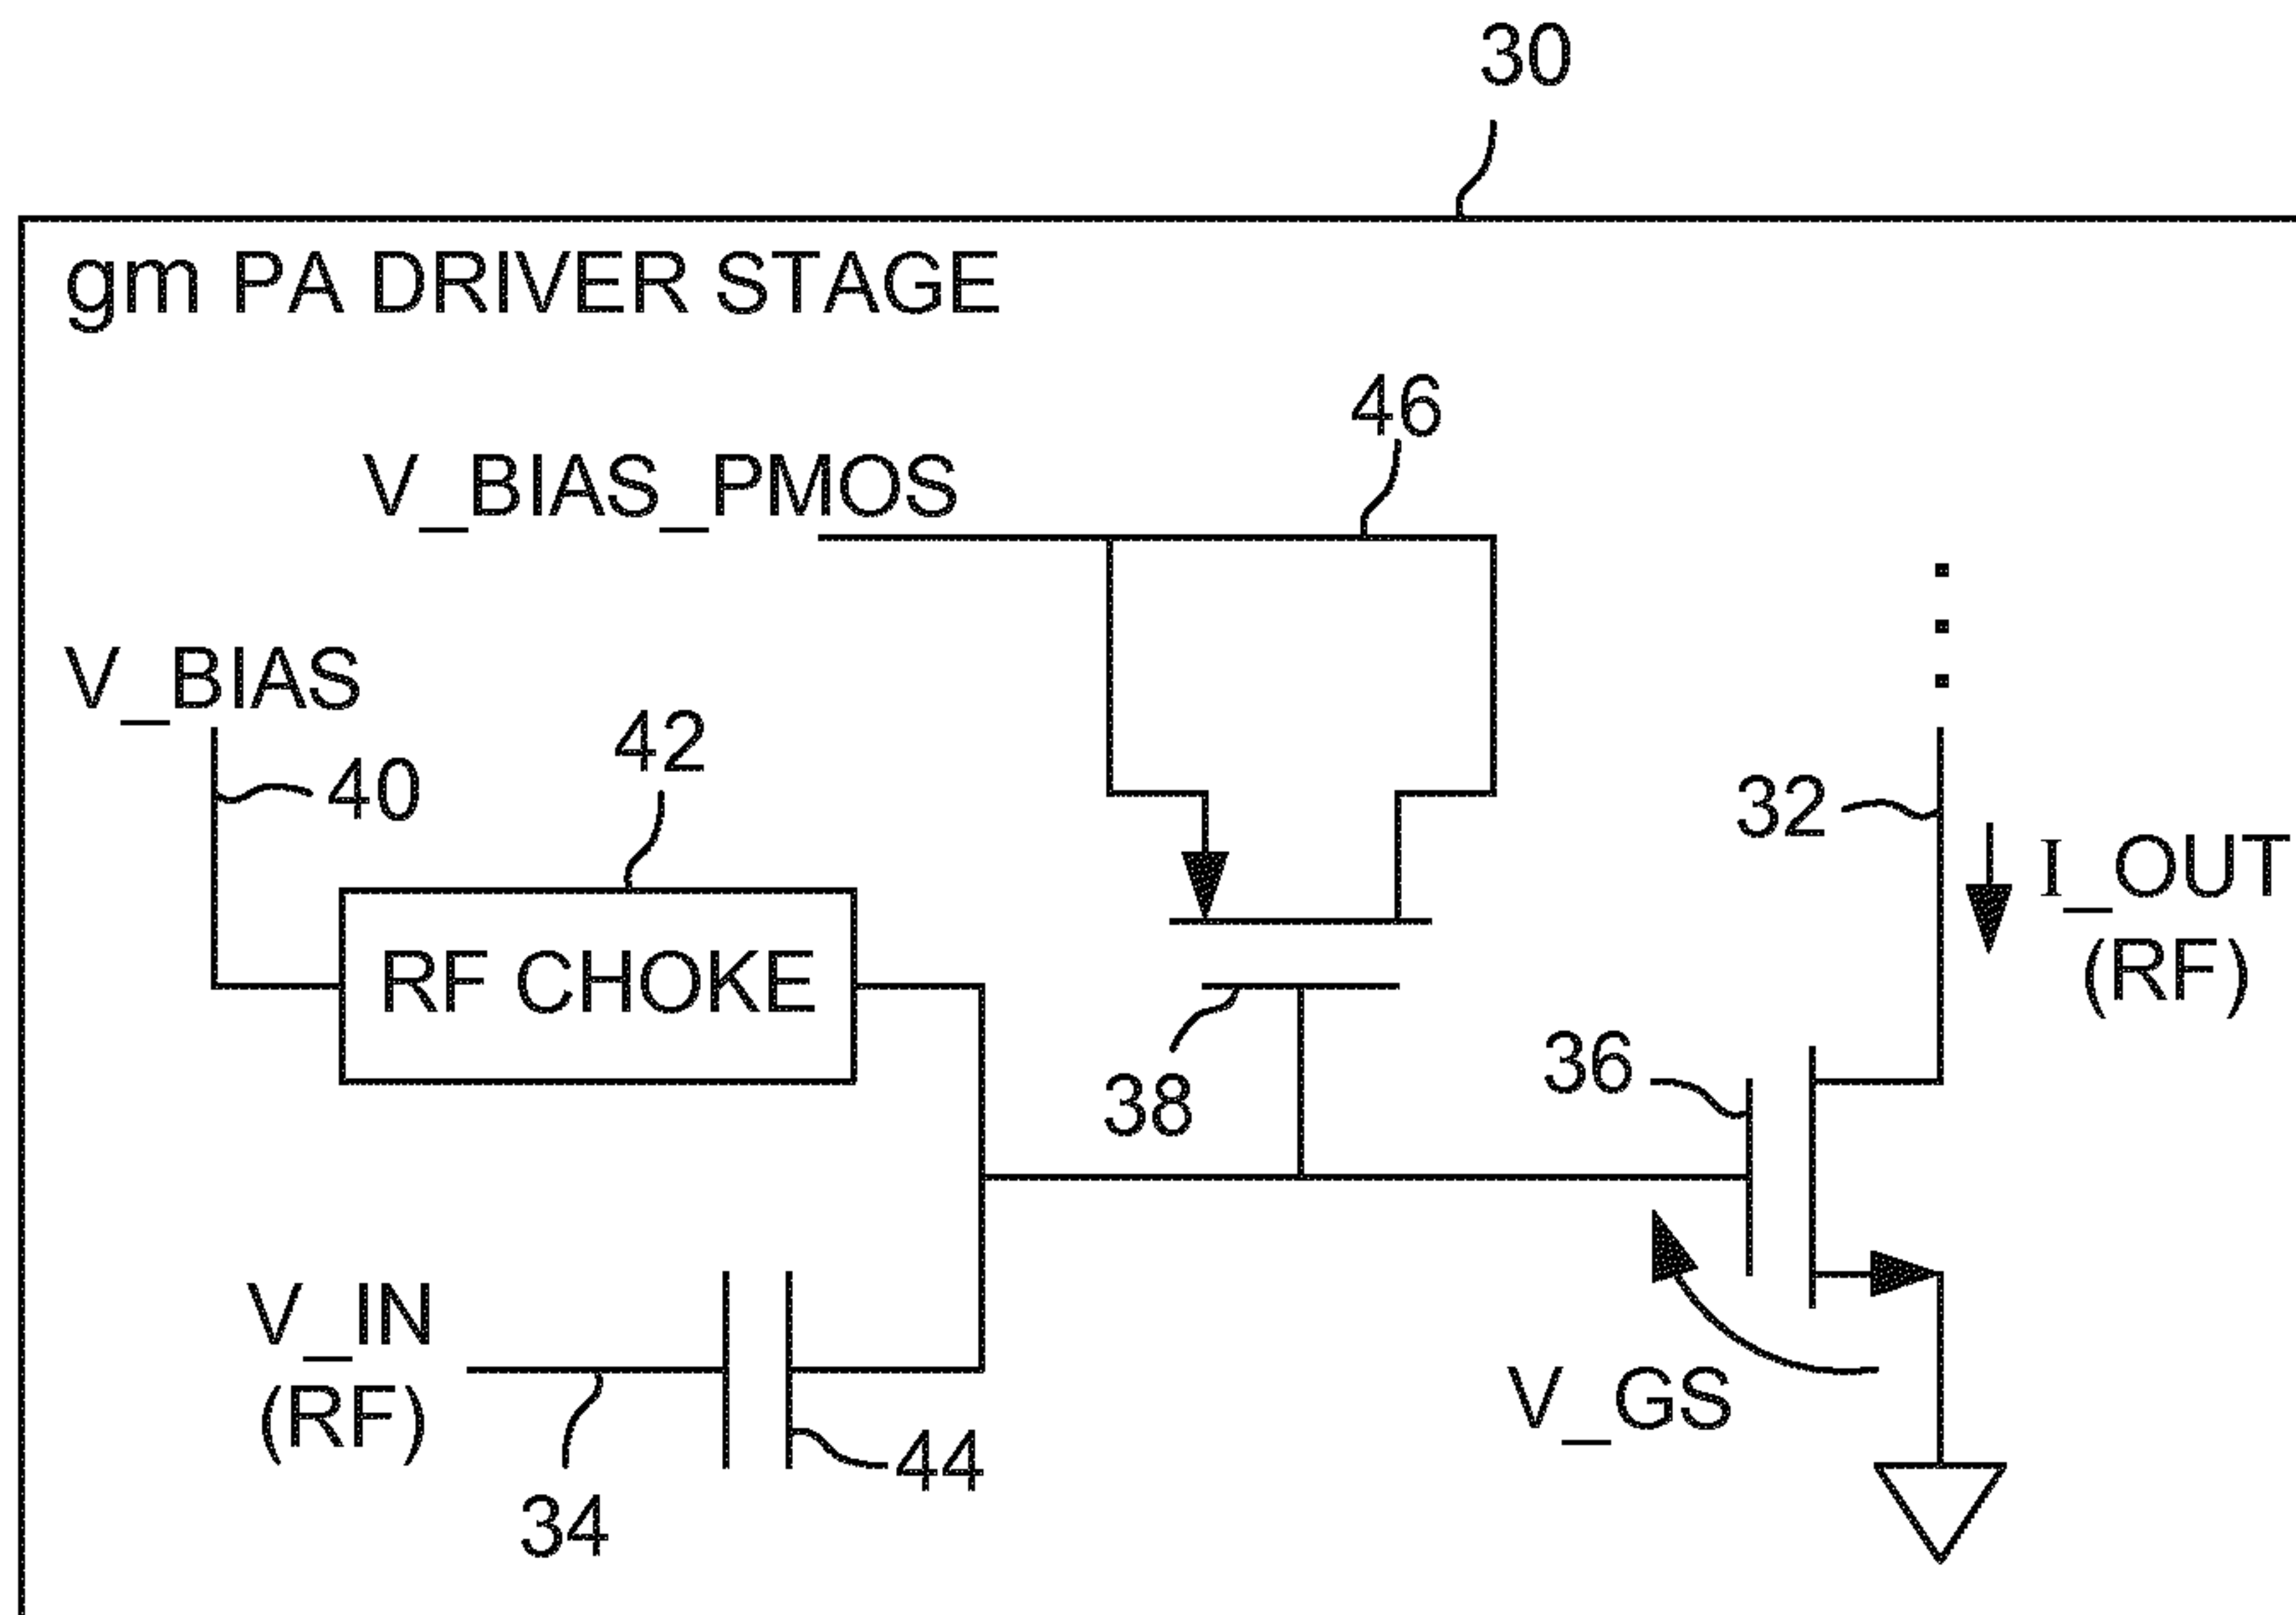 30
gm PA DRIVER STAGE
46
V_BIAS_PMOS
V_BIAS
42
40
32
I_OUT
(RF)
RF CHOKE
38
36
V_IN
(RF)
V_GS
44
34